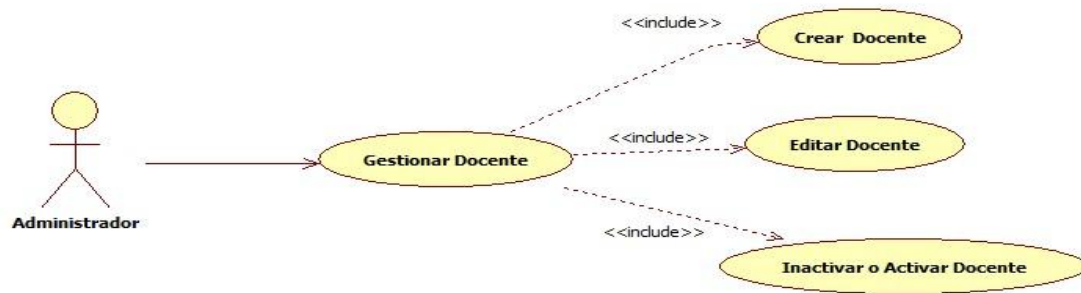 <<include>>
Crear Docente
<<include>>
Editar Docente
Gestionar Docente
Administrador
<<include>>
Inactivar o Activar Docente